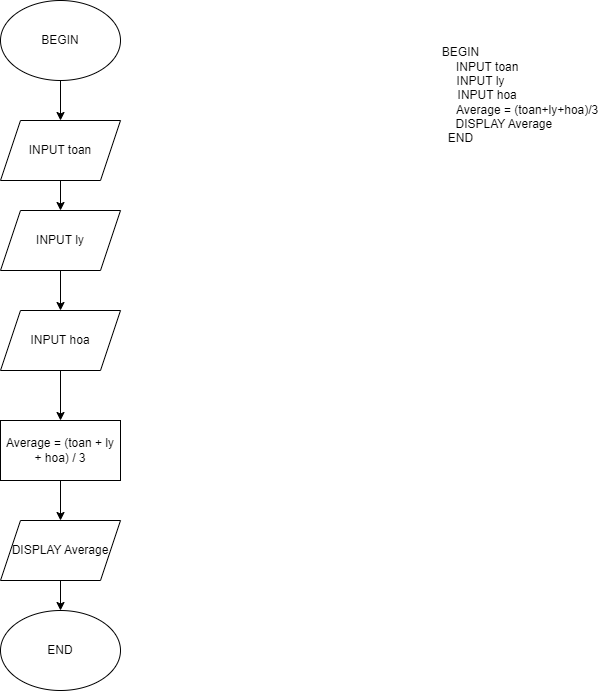 BEGIN
INPUT toan
INPUT ly
INPUT hoa
Average = (toan + ly
+ hoa) / 3
DISPLAY Average
END
BEGIN
INPUT toan
INPUT ly
INPUT hoa
Average = (toan+ly+hoa)/3
DISPLAY Average
END